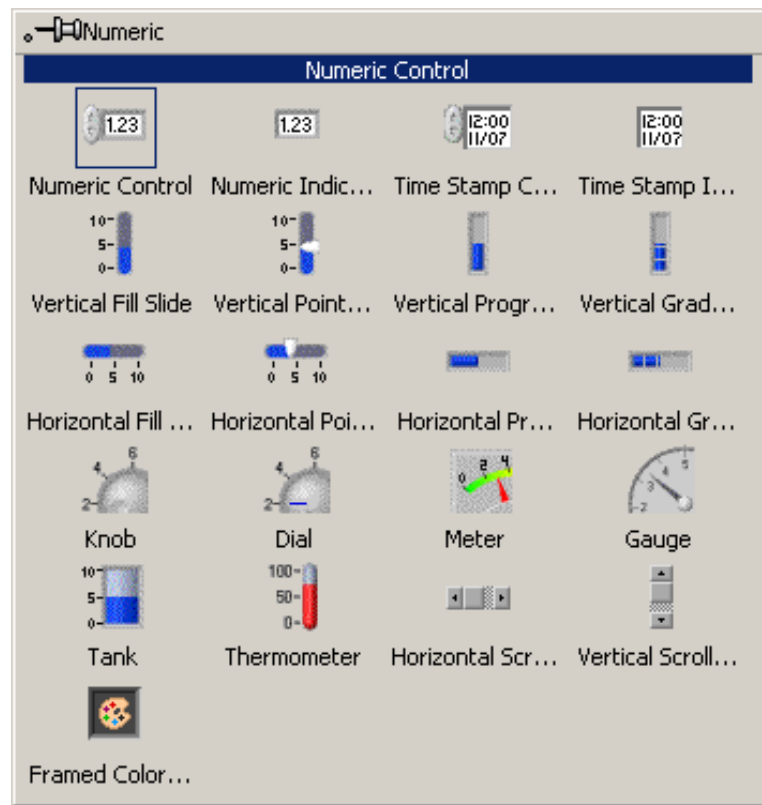 Numeric
Numeric Control
1.23 1.23 12:00 12:00
11/07 11/07
Numeric Control Numeric Indic... Time Stamp C... Time Stamp I...
10 10
5 5
0 0
Vertical Fill Slide Vertical Point... Vertical Progr... Vertical Grad...
0 5 10 0 5 10
Horizontal Fill ... Horizontal Poi... Horizontal Pr... Horizontal Gr...
2 4 6 2 4 6 0 2 4 2 3 4 5
Knob Dial Meter Gauge
10 100
5 50
0 0
Tank Thermometer Horizontal Scr... Vertical Scroll...
Framed Color...